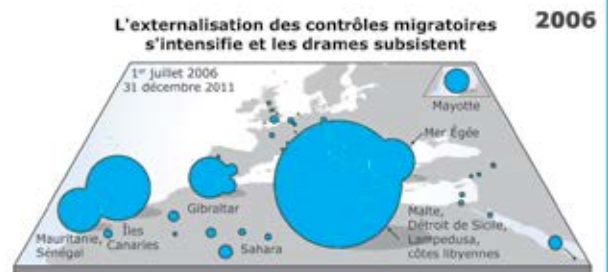 2006
L'externalisation des contrôles migratoires
s'intensifie et les drames subsistent
1er juillet 2006
31 décembre 2011
Mayotte
Mer Égée
Gibraltar
Îles
Canaries
Mauritanie,
Sénégal
Sahara
Malte,
Détroit de Sicile,
Lampedusa,
côtes libyennes